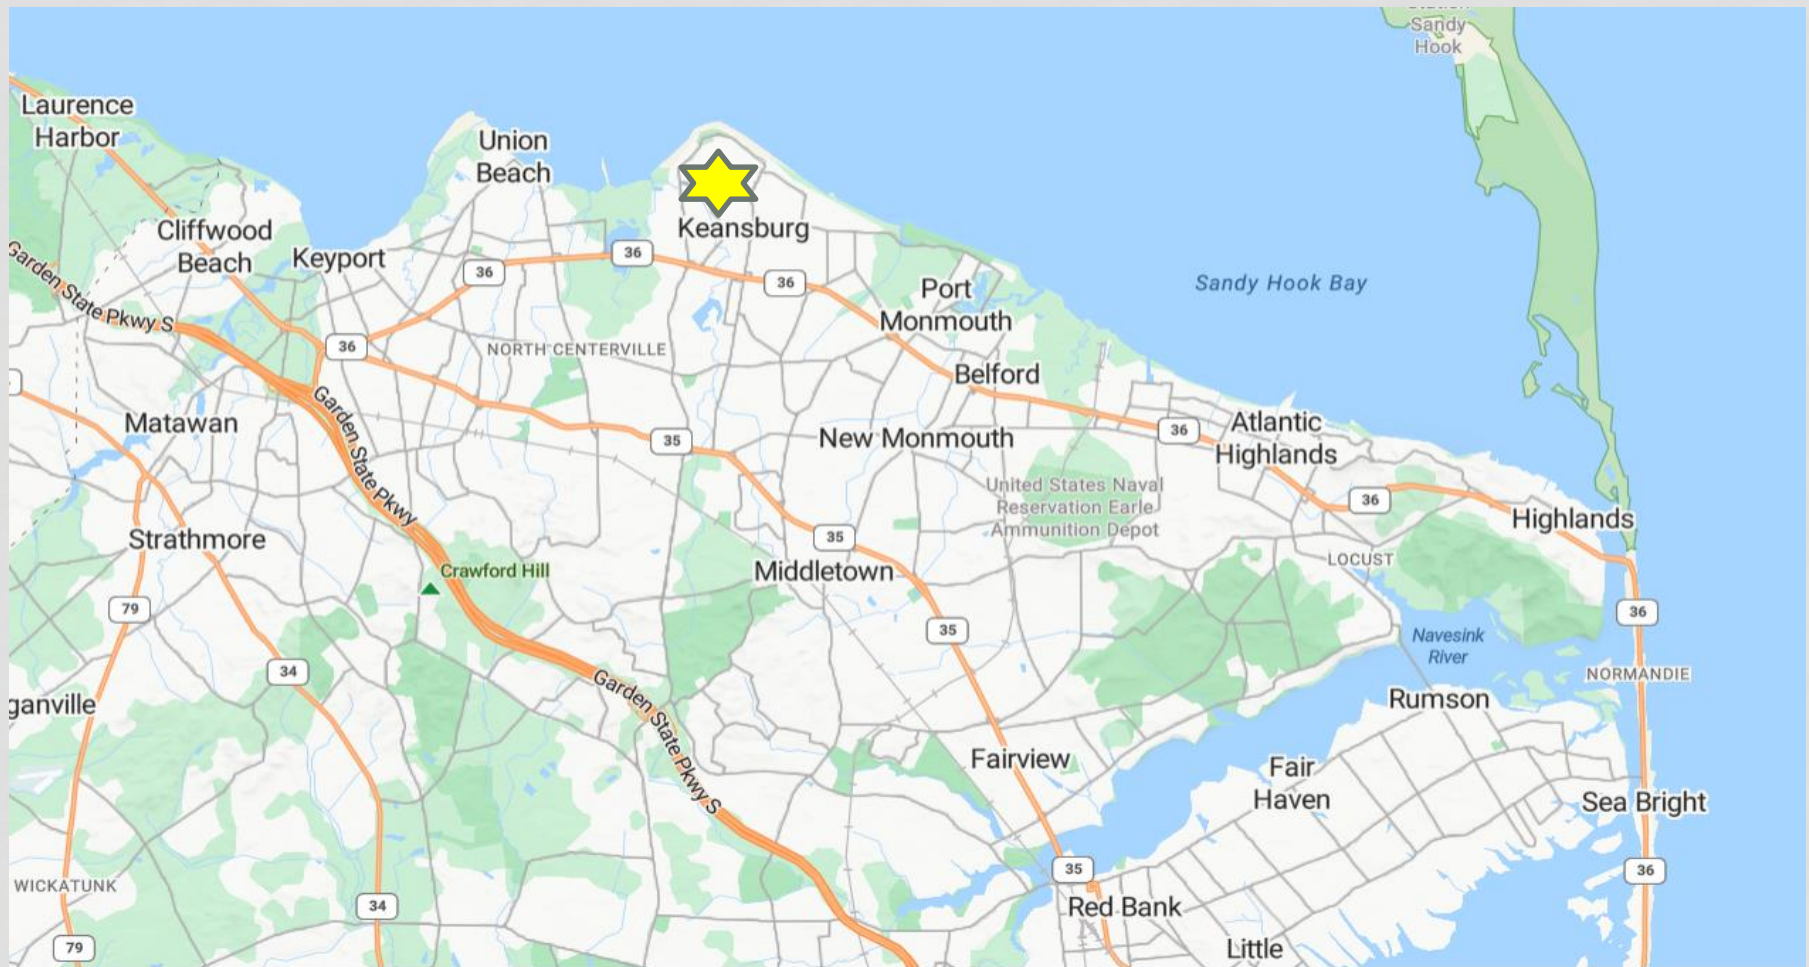 Station
Sandy
Hook
Laurence
Harbor
Union
Beach
Keansburg
Cliffwood
Beach
Keyport
36
36
36
Garden State Pkwy S
Port
Monmouth
Sandy Hook Bay
36
NORTH CENTERVILLE
Belford
Garden State Pkwy
Matawan
35
New Monmouth
36
Atlantic
Highlands
United States Naval
Reservation Earle
Ammunition Depot
36
Highlands
Strathmore
35
LOCUST
Crawford Hill
Middletown
79
35
36
Navesink
River
34
Garden State Pkwy S
NORMANDIE
ganville
Rumson
Fairview
Fair
Haven
Sea Bright
WICKATUNK
35
36
34
Red Bank
79
Little